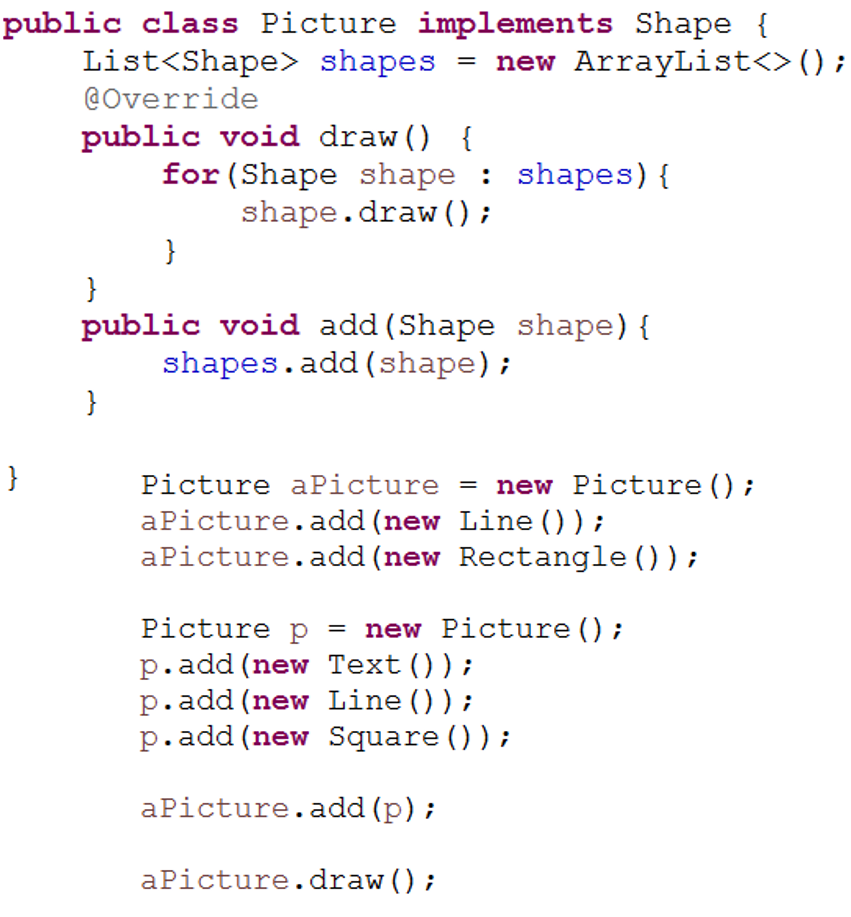 public class Picture implements Shape {
List<Shape> shapes = new ArrayList<>();
@Override
public void draw() {
for(Shape shape : shapes){
shape.draw();
}
}
public void add(Shape shape){
shapes.add(shape);
}
}
Picture aPicture = new Picture();
aPicture.add(new Line());
aPicture.add(new Rectangle());
Picture p = new Picture();
p.add(new Text());
p.add(new Line());
p.add(new Square());
aPicture.add(p);
aPicture.draw();